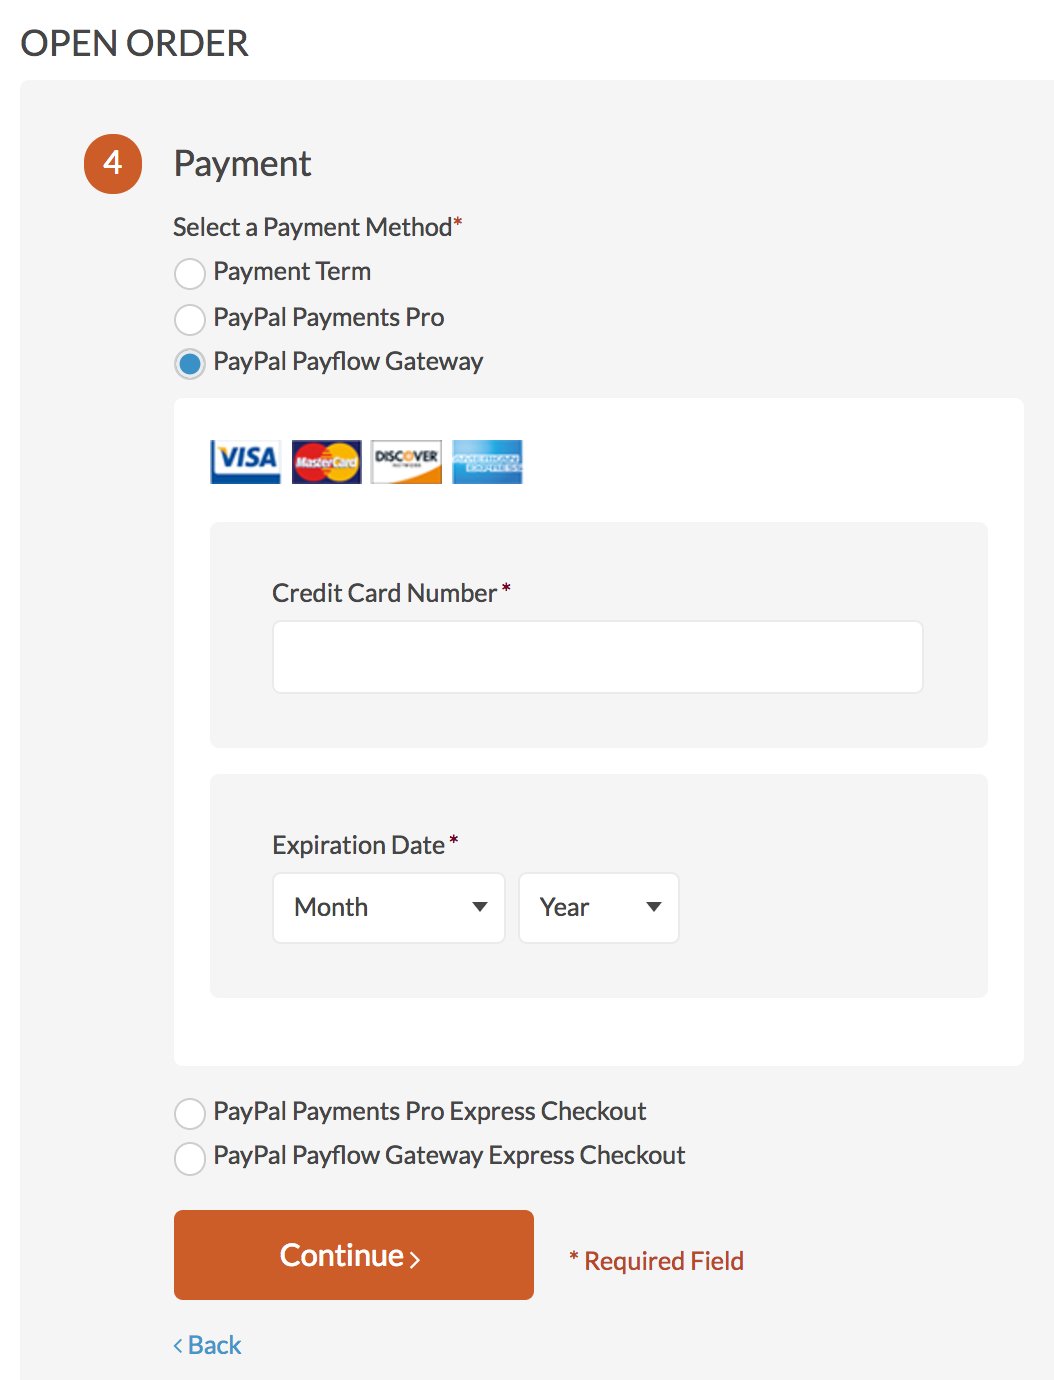 OPEN ORDER
4 Payment
Select a Payment Method*
Payment Term
PayPal Payments Pro
PayPal Payflow Gateway
VISA MasterCard DISCOVER AMERICAN EXPRESS
Credit Card Number *
Expiration Date *
Month Year
PayPal Payments Pro Express Checkout
PayPal Payflow Gateway Express Checkout
Continue > * Required Field
< Back